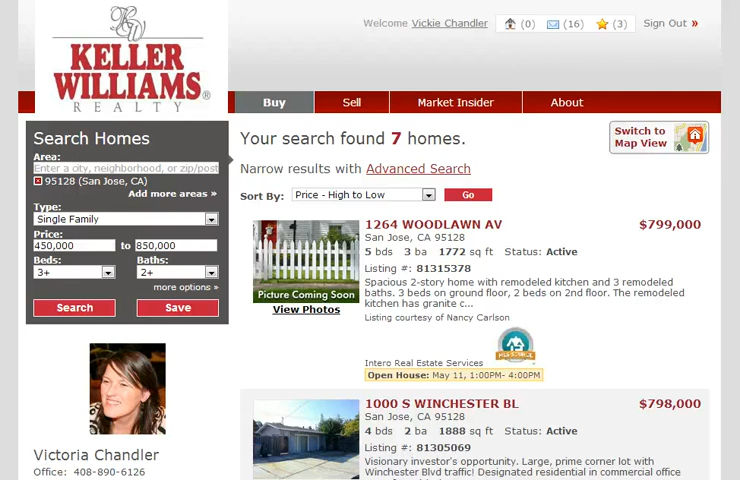 Welcome Vickie Chandler (0) (16) (3) Sign Out »
KELLER
WILLIAMS®
REALTY
Buy Sell Market Insider About
Search Homes
Area:
Enter a city, neighborhood, or zip/post
95128 (San Jose, CA)
Add more areas »
Type:
Single Family
Price:
450,000 to 850,000
Beds: Baths:
3+ 2+
more options »
Search Save
Victoria Chandler
Office: 408-890-6126
Your search found 7 homes.
Switch to
Map View
Narrow results with Advanced Search
Sort By: Price - High to Low Go
1264 WOODLAWN AV $799,000
San Jose, CA 95128
5 bds 3 ba 1772 sq ft Status: Active
Listing #: 81315378
Spacious 2-story home with remodeled kitchen and 3 remodeled
baths. 3 beds on ground floor, 2 beds on 2nd floor. The remodeled
kitchen has granite c...
Listing courtesy of Nancy Carlson
Picture Coming Soon
View Photos
Intero Real Estate Services
Open House: May 11, 1:00PM- 4:00PM
1000 S WINCHESTER BL $798,000
San Jose, CA 95128
4 bds 2 ba 1888 sq ft Status: Active
Listing #: 81305069
Visionary investor's opportunity. Large, prime corner lot with
Winchester Blvd traffic! Designated residential in commercial office